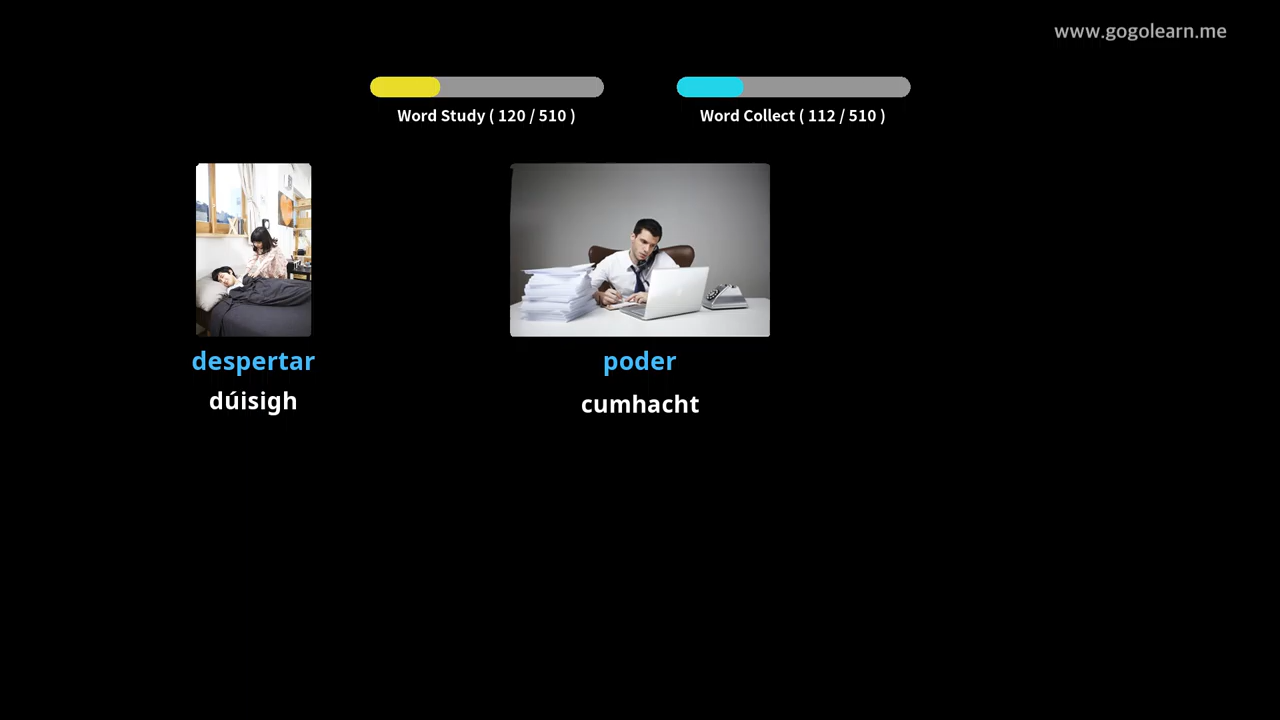 www.gogolearn.me
Word Study ( 120 / 510 )
Word Collect ( 112 / 510 )
despertar
dúisigh
poder
cumhacht